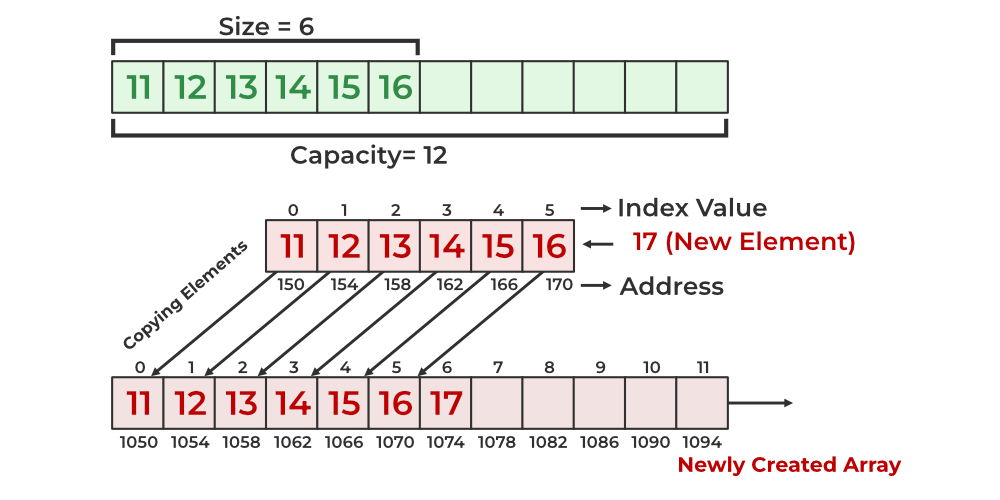 Size = 6
11 12 13 14 15 16
Capacity= 12
0 1 2 3 4 5 Index Value
11 12 13 14 15 16 17 (New Element)
150 154 158 162 166 170 Address
Copying Elements
0 1 2 3 4 5 6 7 8 9 10 11
11 12 13 14 15 16 17
1050 1054 1058 1062 1066 1070 1074 1078 1082 1086 1090 1094
Newly Created Array